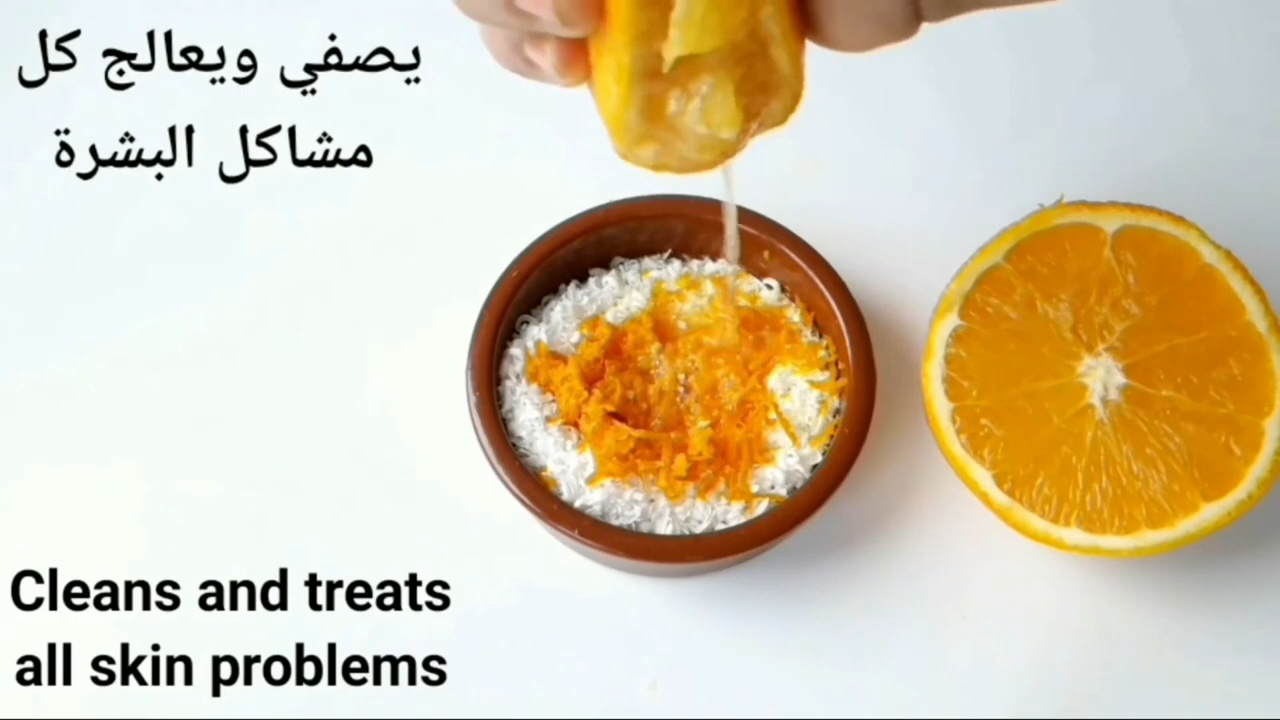 يصفي ويعالج كل
مشاكل البشرة
Cleans and treats
all skin problems